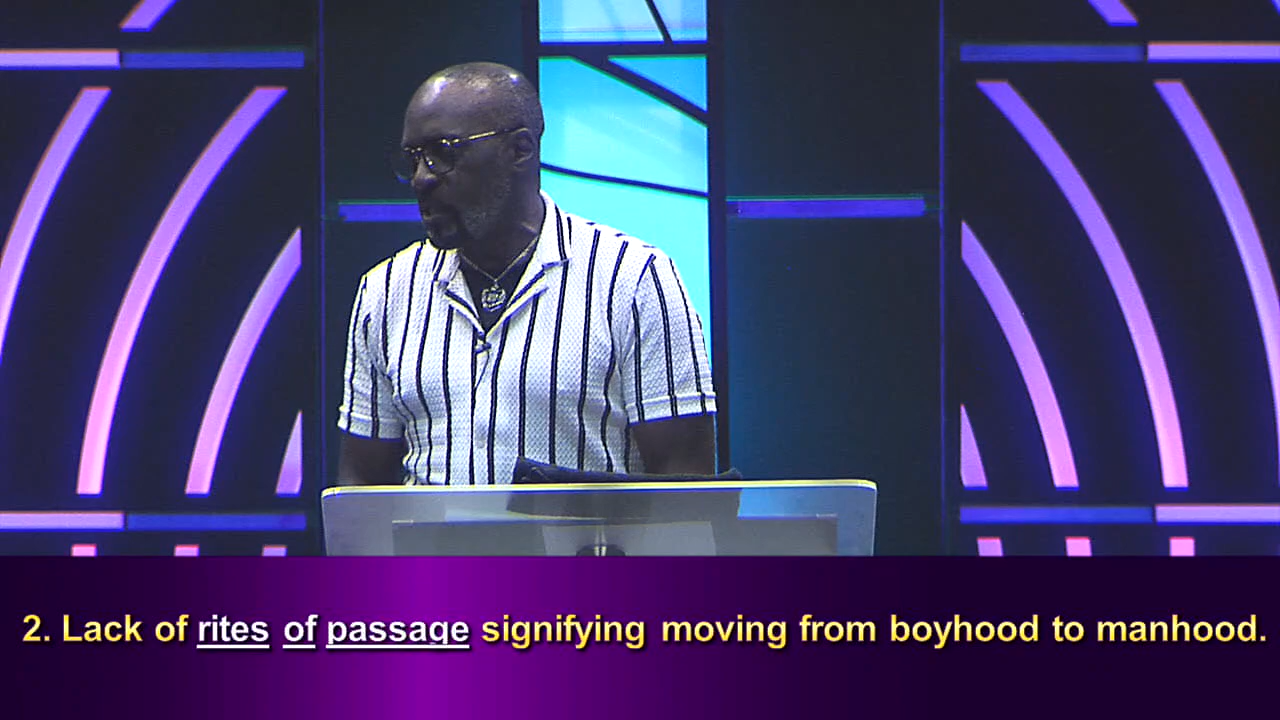 2. Lack of rites of passage signifying moving from boyhood to manhood.